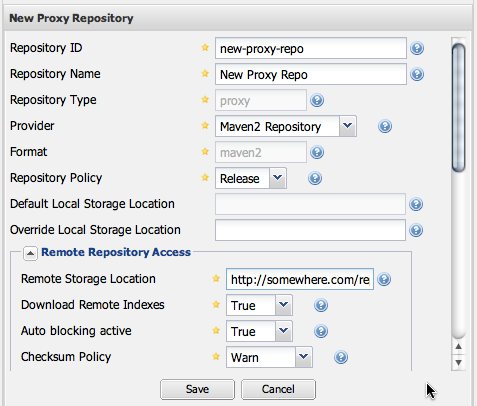 New Proxy Repository
Repository ID new-proxy-repo
Repository Name New Proxy Repo
Repository Type proxy
Provider Maven2 Repository
Format maven2
Repository Policy Release
Default Local Storage Location
Override Local Storage Location
Remote Repository Access
Remote Storage Location http://somewhere.com/re
Download Remote Indexes True
Auto blocking active True
Checksum Policy Warn
Save Cancel